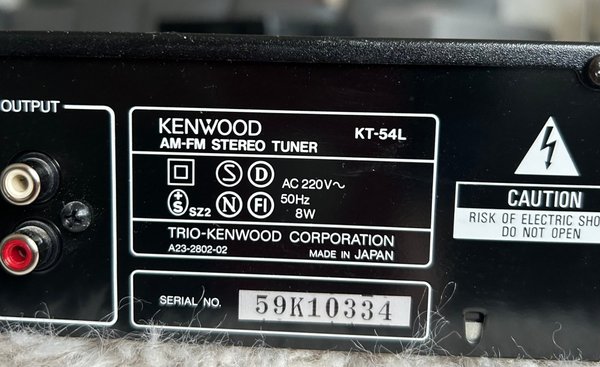 OUTPUT
KENWOOD KT-54L
AM-FM STEREO TUNER
S D AC 220V~
S SZ2 N FI 50Hz
8W
TRIO-KENWOOD CORPORATION
A23-2802-02 MADE IN JAPAN
SERIAL NO. 59K10334
CAUTION
RISK OF ELECTRIC SHO
DO NOT OPEN